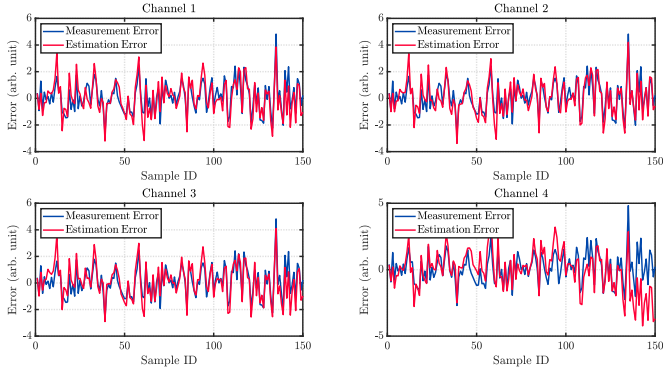 Channel 1
Error (arb. unit)
6
4
2
0
-2
-4
Measurement Error
Estimation Error
0 50 100 150
Sample ID
Channel 2
Error (arb. unit)
6
4
2
0
-2
-4
Measurement Error
Estimation Error
0 50 100 150
Sample ID
Channel 3
Error (arb. unit)
6
4
2
0
-2
-4
Measurement Error
Estimation Error
0 50 100 150
Sample ID
Channel 4
Error (arb. unit)
5
0
-5
Measurement Error
Estimation Error
0 50 100 150
Sample ID